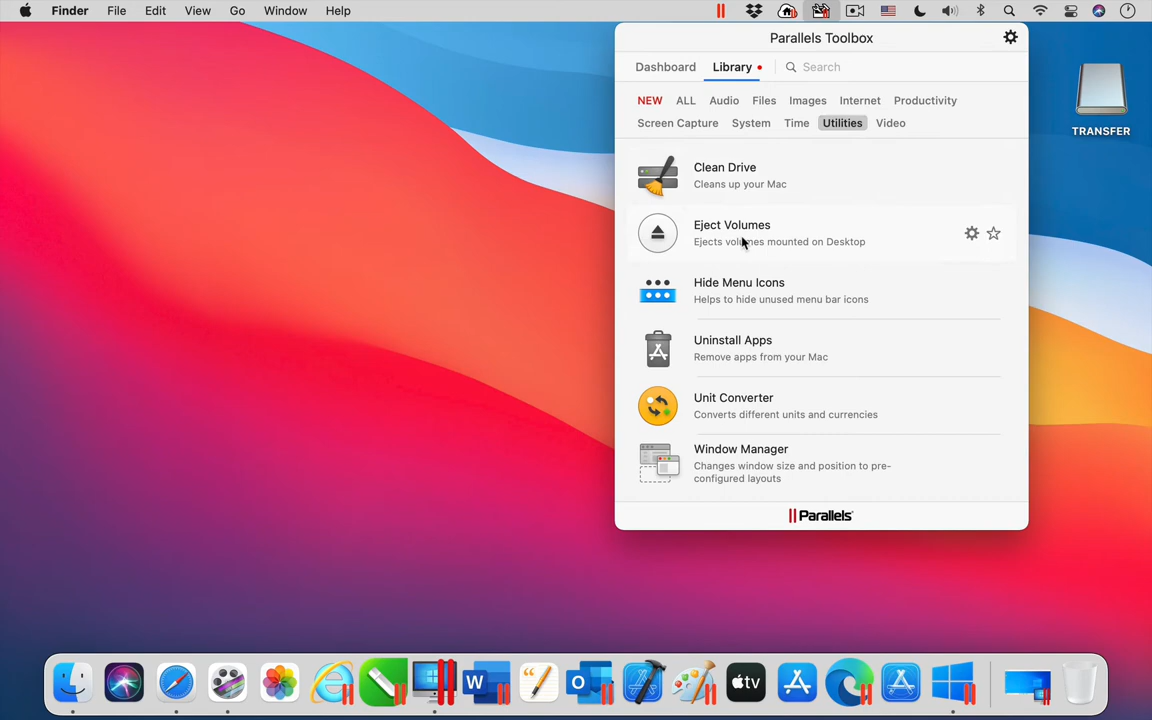 Finder File Edit View Go Window Help
Parallels Toolbox
Dashboard Library Search
NEW ALL Audio Files Images Internet Productivity
Screen Capture System Time Utilities Video
Clean Drive
Cleans up your Mac
Eject Volumes
Ejects volumes mounted on Desktop
Hide Menu Icons
Helps to hide unused menu bar icons
Uninstall Apps
Remove apps from your Mac
Unit Converter
Converts different units and currencies
Window Manager
Changes window size and position to pre-
configured layouts
Parallels®
TRANSFER
W
O
tv